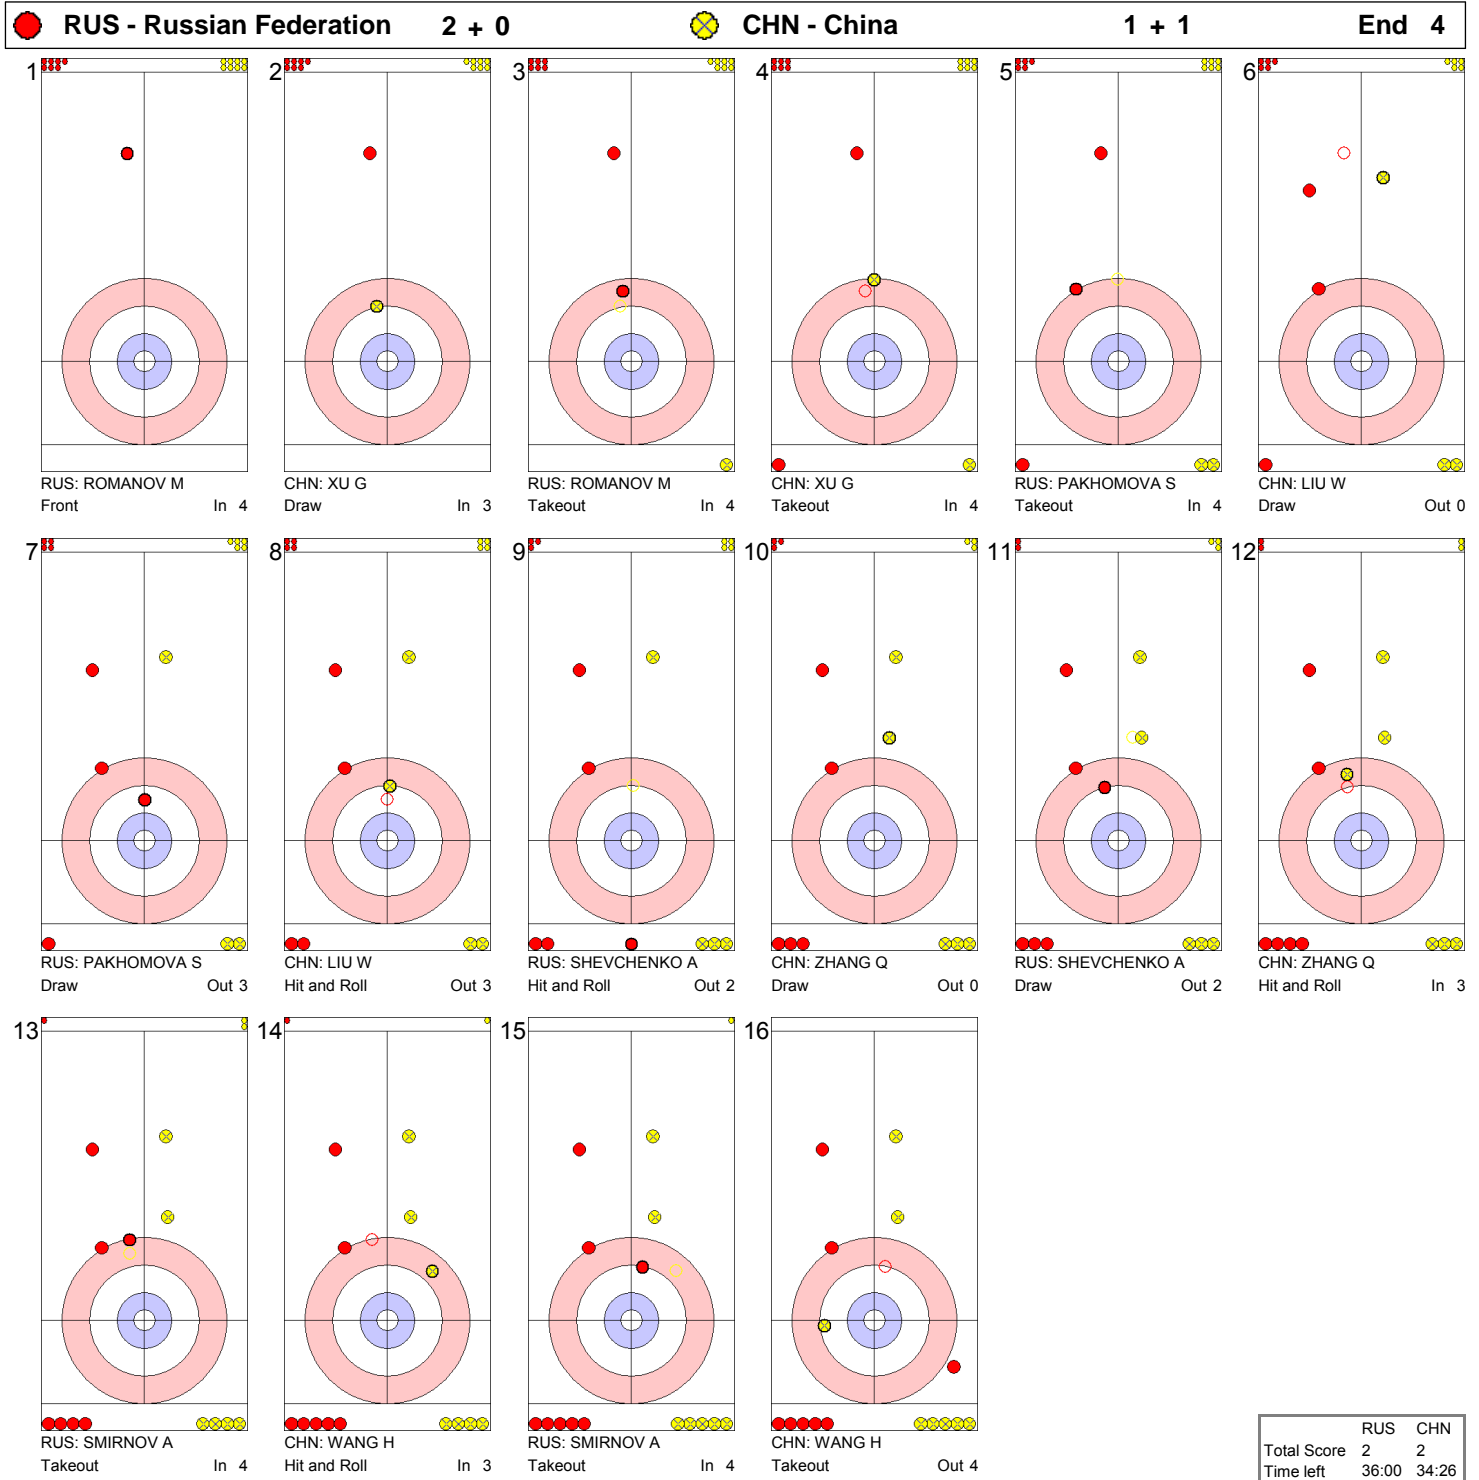 RUS - Russian Federation 2 + 0 CHN - China 1 + 1 End 4
1 2 3 4 5 6
RUS: ROMANOV M CHN: XU G RUS: ROMANOV M CHN: XU G RUS: PAKHOMOVA S CHN: LIU W
Front In 4 Draw In 3 Takeout In 4 Takeout In 4 Takeout In 4 Draw Out 0
7 8 9 10 11 12
RUS: PAKHOMOVA S CHN: LIU W RUS: SHEVCHENKO A CHN: ZHANG Q RUS: SHEVCHENKO A CHN: ZHANG Q
Draw Out 3 Hit and Roll Out 3 Hit and Roll Out 2 Draw Out 0 Draw Out 2 Hit and Roll In 3
13 14 15 16
RUS: SMIRNOV A CHN: WANG H RUS: SMIRNOV A CHN: WANG H
Takeout In 4 Hit and Roll In 3 Takeout In 4 Takeout Out 4
RUS CHN
Total Score 2 2
Time left 36:00 34:26